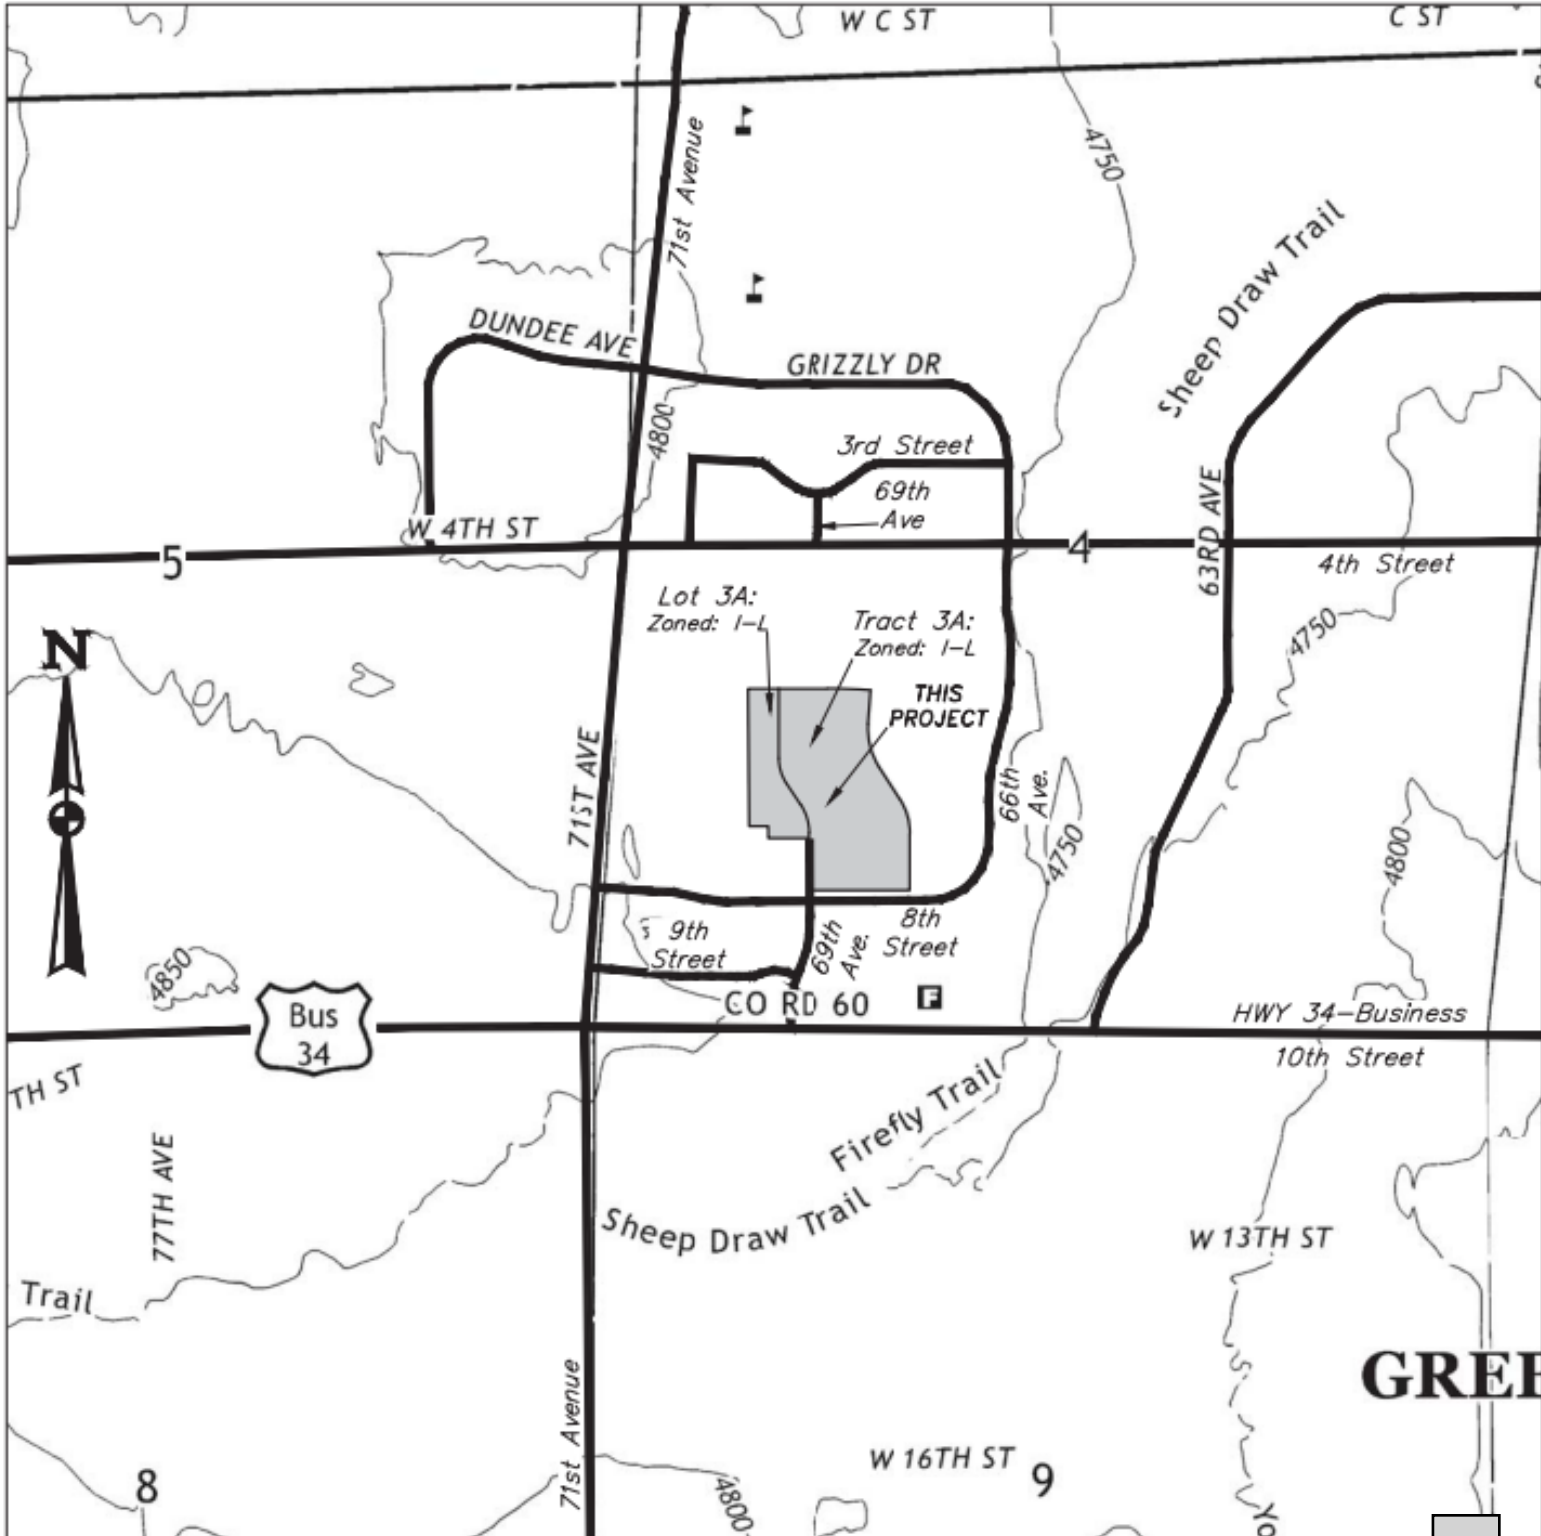 W C ST
C ST
71st Avenue
4750
Sheep Draw Trail
DUNDEE AVE
GRIZZLY DR
4800
3rd Street
69th
Ave
W 4TH ST
5
4
63RD AVE
4th Street
Lot 3A:
Zoned: I-L
Tract 3A:
Zoned: I-L
4750
N
THIS
PROJECT
71ST AVE
66th
Ave.
4750
4800
8th
Street
9th
Street
69th
Ave.
4850
Bus
34
CO RD 60
F
HWY 34-Business
10th Street
TH ST
Firefly Trail
77TH AVE
Sheep Draw Trail
W 13TH ST
Trail
GREE
71st Avenue
W 16TH ST
8
9
4800
Yo